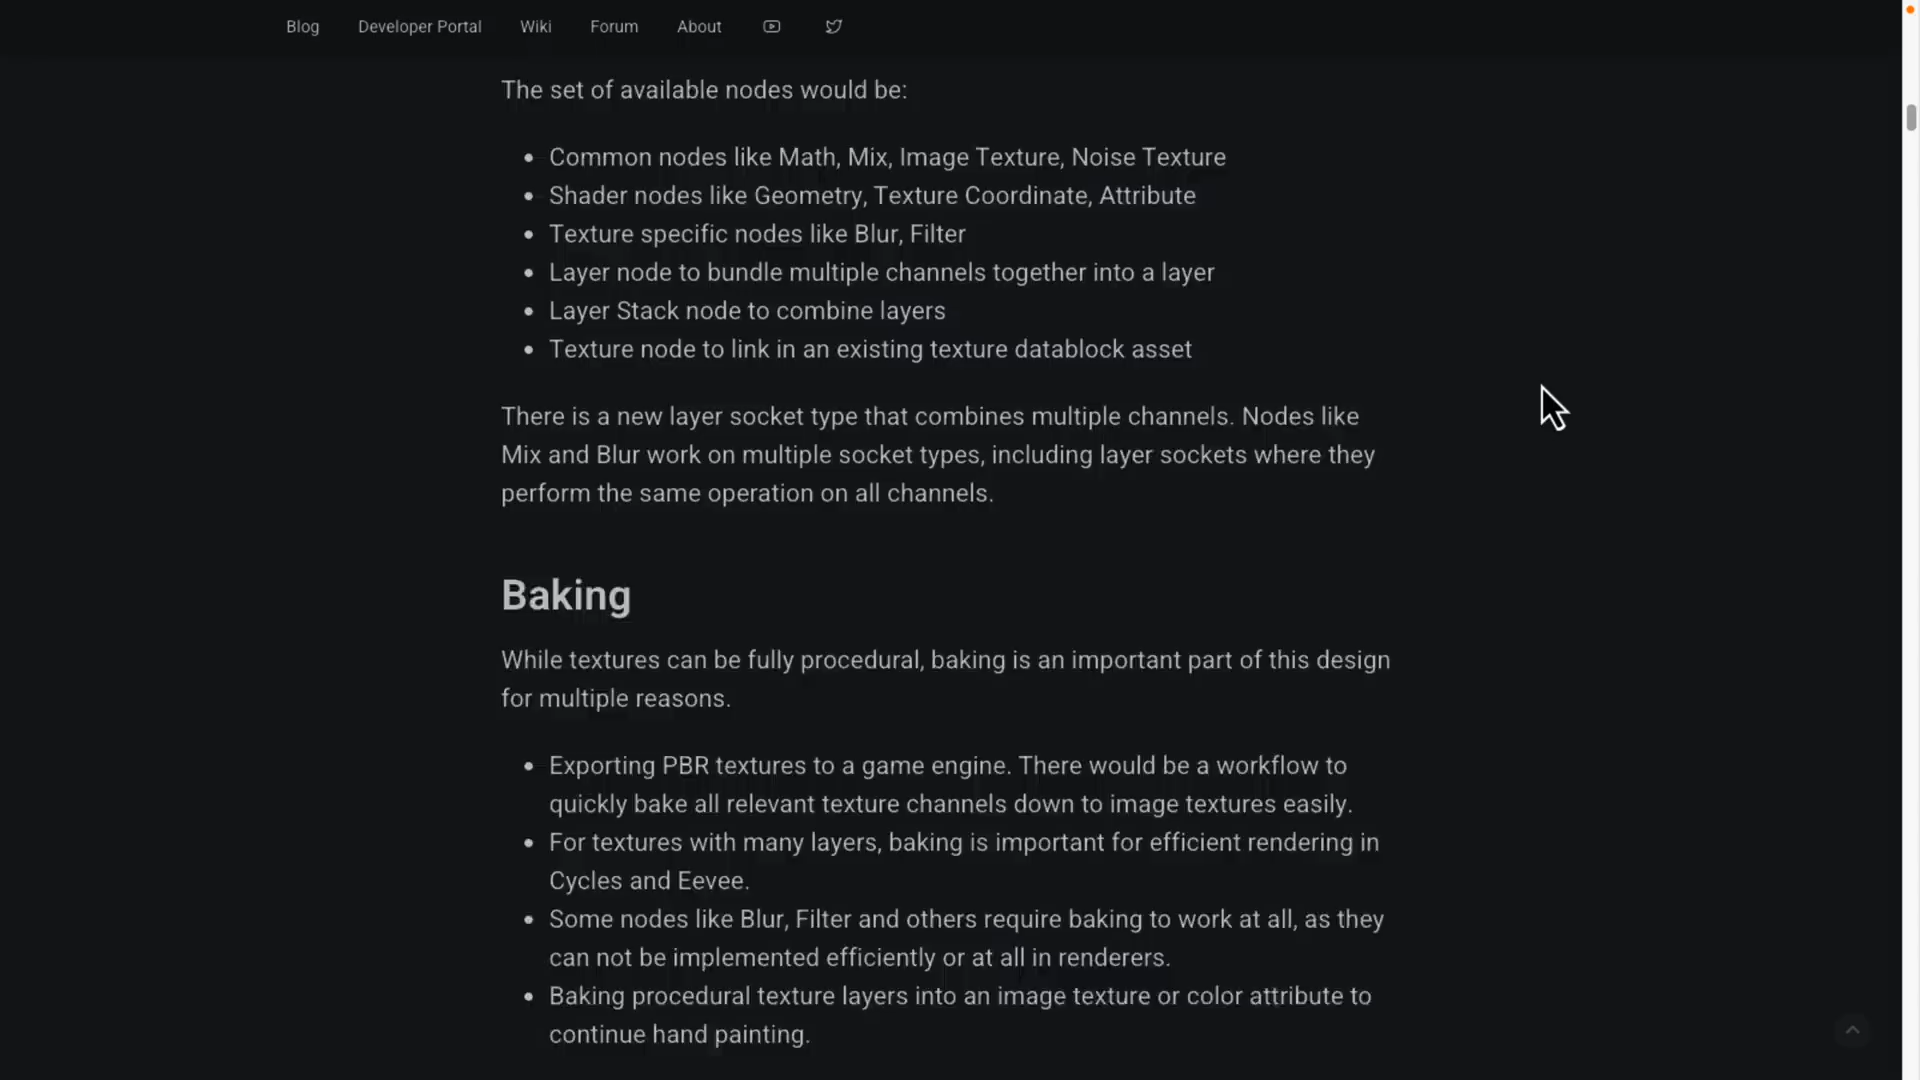 Blog Developer Portal Wiki Forum About
The set of available nodes would be:
• Common nodes like Math, Mix, Image Texture, Noise Texture
• Shader nodes like Geometry, Texture Coordinate, Attribute
• Texture specific nodes like Blur, Filter
• Layer node to bundle multiple channels together into a layer
• Layer Stack node to combine layers
• Texture node to link in an existing texture datablock asset
There is a new layer socket type that combines multiple channels. Nodes like
Mix and Blur work on multiple socket types, including layer sockets where they
perform the same operation on all channels.
Baking
While textures can be fully procedural, baking is an important part of this design
for multiple reasons.
• Exporting PBR textures to a game engine. There would be a workflow to
quickly bake all relevant texture channels down to image textures easily.
• For textures with many layers, baking is important for efficient rendering in
Cycles and Eevee.
• Some nodes like Blur, Filter and others require baking to work at all, as they
can not be implemented efficiently or at all in renderers.
• Baking procedural texture layers into an image texture or color attribute to
continue hand painting.